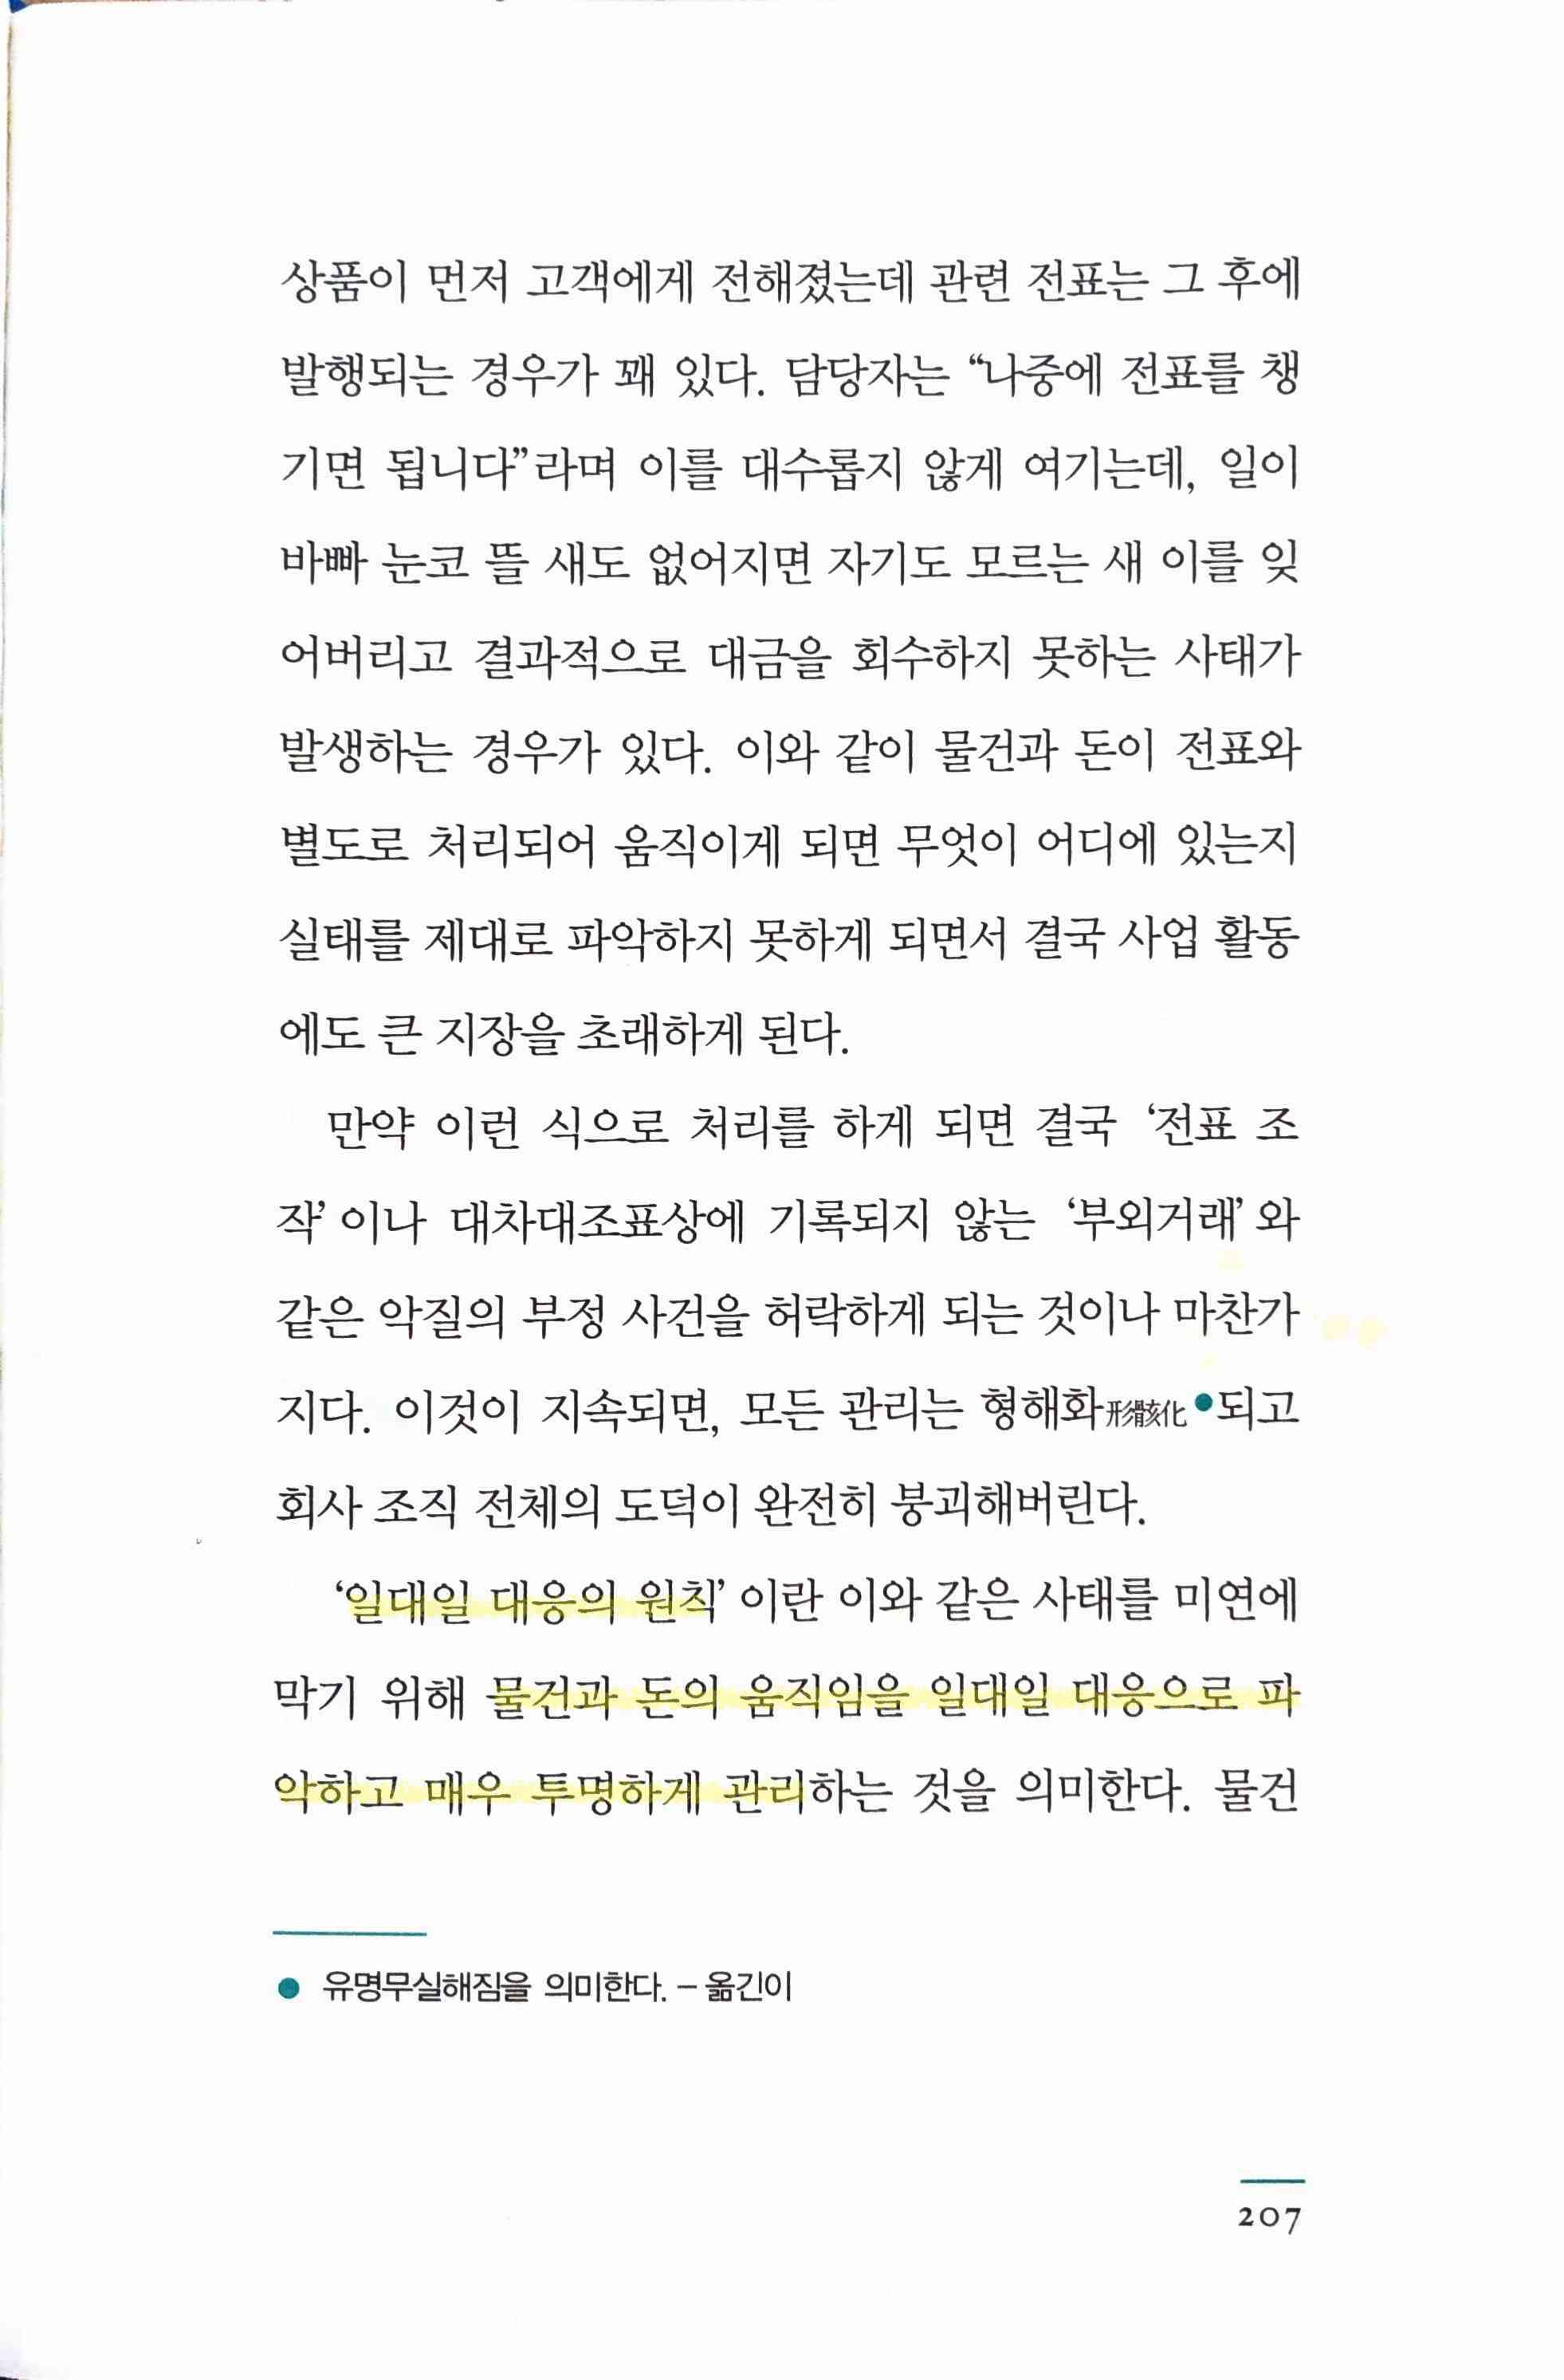 상품이 먼저 고객에게 전해졌는데 관련 전표는 그 후에
발행되는 경우가 꽤 있다. 담당자는 “나중에 전표를 챙
기면 됩니다”라며 이를 대수롭지 않게 여기는데, 일이
바빠 눈코 뜰 새도 없어지면 자기도 모르는 새 이를 잊
어버리고 결과적으로 대금을 회수하지 못하는 사태가
발생하는 경우가 있다. 이와 같이 물건과 돈이 전표와
별도로 처리되어 움직이게 되면 무엇이 어디에 있는지
실태를 제대로 파악하지 못하게 되면서 결국 사업 활동
에도 큰 지장을 초래하게 된다.
만약 이런 식으로 처리를 하게 되면 결국 ‘전표 조
작’이나 대차대조표상에 기록되지 않는 ‘부외거래’와
같은 악질의 부정 사건을 허락하게 되는 것이나 마찬가
지다. 이것이 지속되면, 모든 관리는 형해화形骸化●되고
회사 조직 전체의 도덕이 완전히 붕괴해버린다.
‘일대일 대응의 원칙’이란 이와 같은 사태를 미연에
막기 위해 물건과 돈의 움직임을 일대일 대응으로 파
악하고 매우 투명하게 관리하는 것을 의미한다. 물건
● 유명무실해짐을 의미한다. – 옮긴이
207